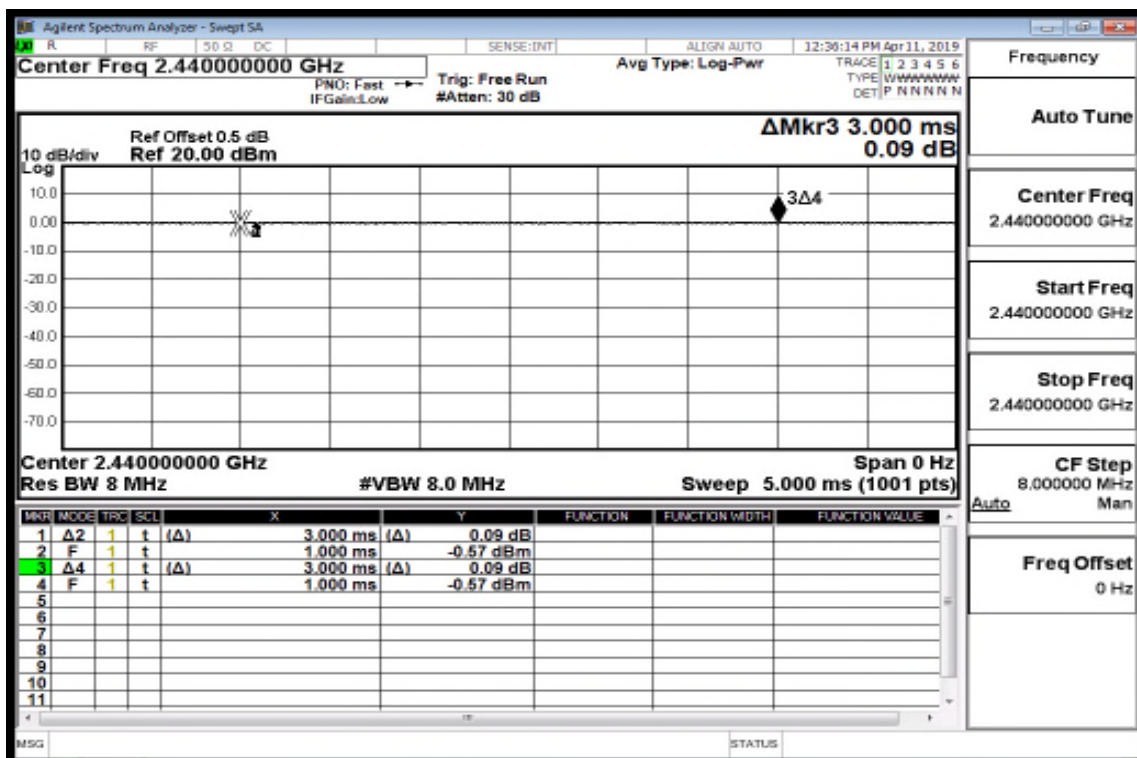 Agilent Spectrum Analyzer - Swept SA
R RF 50 Ω DC SENSE:INT ALIGN AUTO 12:36:14 PM Apr 11, 2019
Center Freq 2.440000000 GHz
PNO: Fast
IFGain:Low
Trig: Free Run
#Atten: 30 dB
Avg Type: Log-Pwr
TRACE 1 2 3 4 5 6
TYPE WWWWWW
DET P N N N N N
Ref Offset 0.5 dB
Ref 20.00 dBm
10 dB/div
Log
ΔMkr3 3.000 ms
0.09 dB
10.0
0.00
-10.0
-20.0
-30.0
-40.0
-50.0
-60.0
-70.0
3Δ4
Center 2.440000000 GHz Span 0 Hz
Res BW 8 MHz #VBW 8.0 MHz Sweep 5.000 ms (1001 pts)
MKR MODE TRC SCL X Y FUNCTION FUNCTION WIDTH FUNCTION VALUE
1 Δ2 1 t (Δ) 3.000 ms (Δ) 0.09 dB
2 F 1 t 1.000 ms -0.57 dBm
3 Δ4 1 t (Δ) 3.000 ms (Δ) 0.09 dB
4 F 1 t 1.000 ms -0.57 dBm
5
6
7
8
9
10
11
MSG STATUS
Frequency
Auto Tune
Center Freq
2.440000000 GHz
Start Freq
2.440000000 GHz
Stop Freq
2.440000000 GHz
CF Step
8.000000 MHz
Auto Man
Freq Offset
0 Hz